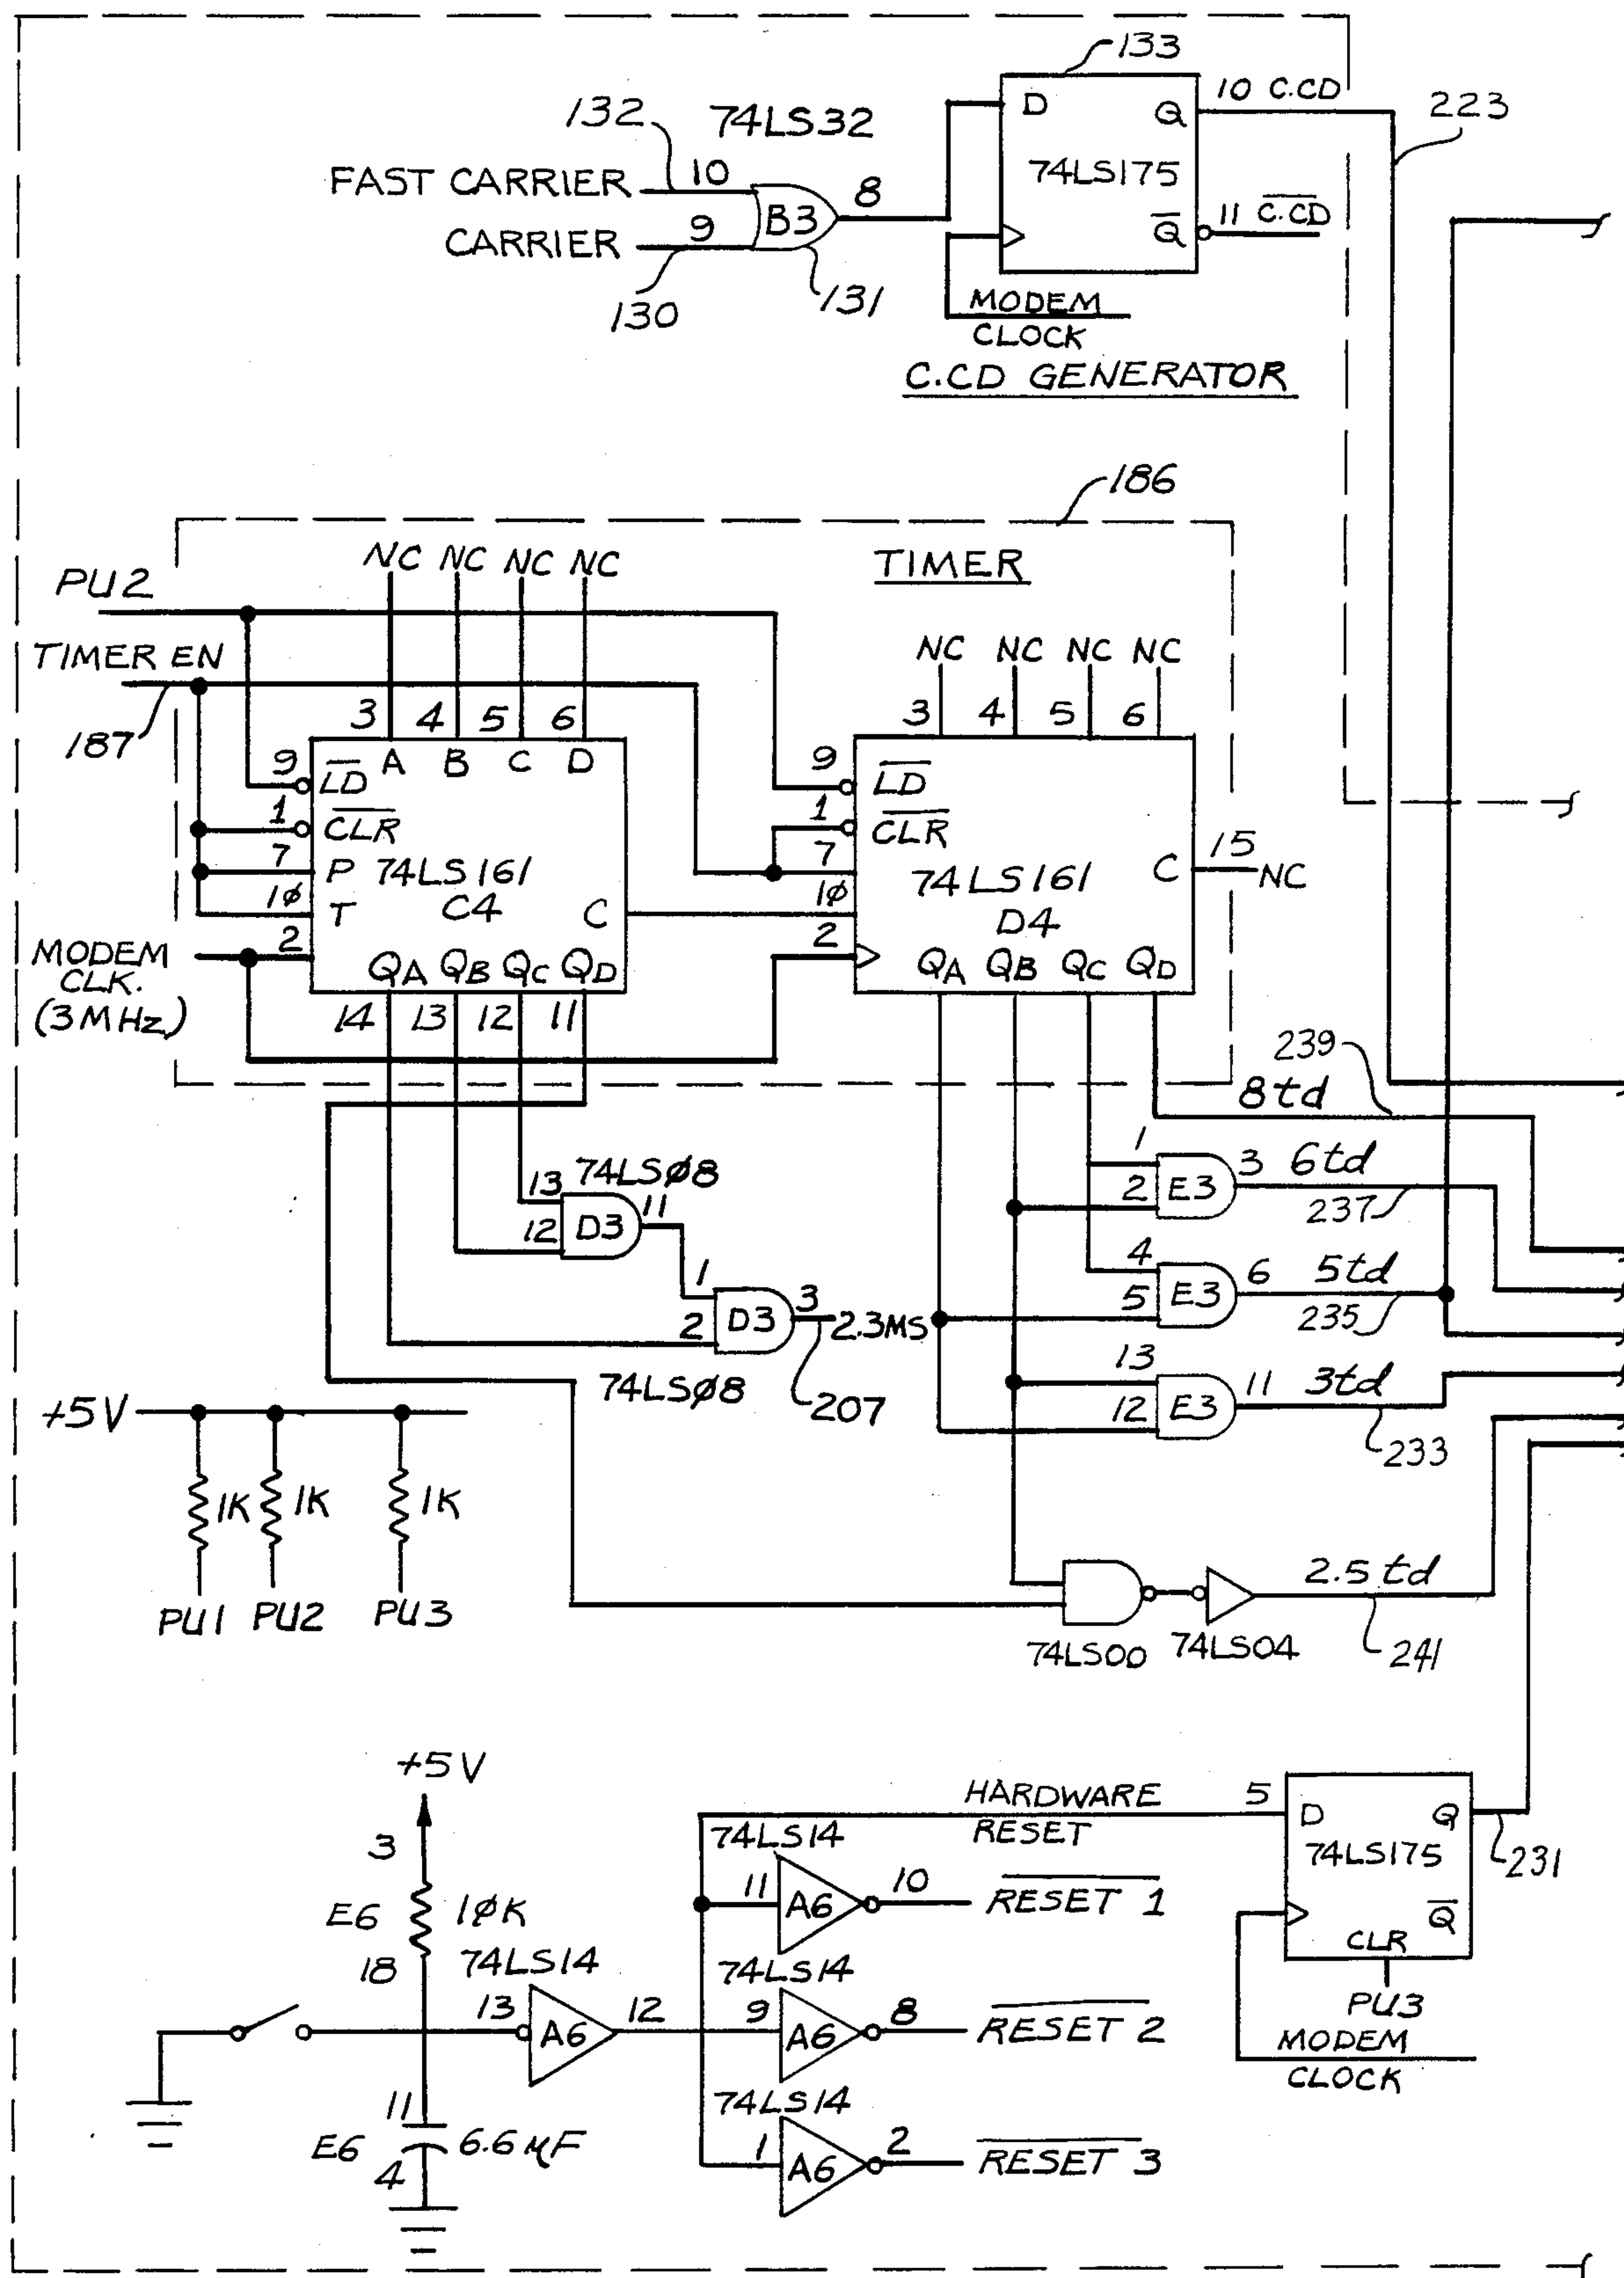 133
10 C.CD
223
132
74LS32
D
Q
FAST CARRIER
10
74LS175
B3
8
CARRIER
9
Q
11 C.CD
130
131
MODEM
CLOCK
C.CD GENERATOR
186
NC NC NC NC
TIMER
PU2
TIMER EN
NC NC NC NC
187
3 4 5 6
3 4 5 6
9 LD A B C D
9 LD
1 CLR
1 CLR
7 P 74LS161
7 74LS161
C 15 NC
1Ø T C4 C
1Ø D4
MODEM
CLK.
(3MHz)
2
QA QB QC QD
2
QA QB QC QD
14 13 12 11
239
8td
1
2
E3
3
6td
237
74LSØ8
13
12
D3
11
4
5
E3
6
5td
235
1
2
D3
3
2.3MS
74LSØ8
207
13
12
E3
11
3td
233
+5V
1K 1K 1K
PU1 PU2 PU3
2.5td
74LS00
74LS04
241
+5V
3
E6
1ØK
18
HARDWARE
RESET
5
D
Q
74LS175
231
Q
CLR
PU3
MODEM
CLOCK
74LS14
11
A6
10
RESET 1
74LS14
13
A6
12
74LS14
9
A6
8
RESET 2
74LS14
1
A6
2
RESET 3
11
E6
6.6 µF
4